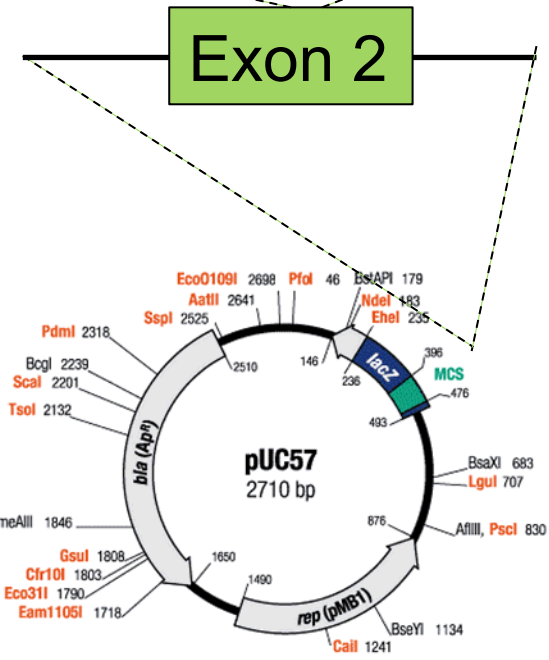 Exon 2
EcoO109I 2698 PfoI 46 BstAPI 179
AatII 2641 NdeI 183
SspI 2525 EheI 235
PdmI 2318
2510
146
lacZ
396
BcgI 2239
236
MCS
ScaI 2201
476
TsoI 2132
493
bla (ApR)
pUC57
2710 bp
BsaXI 683
LguI 707
meAIII 1846
876
AflIII, PscI 830
GsuI 1808
1650
Cfr10I 1803
1490
Eco31I 1790
rep (pMB1)
Eam1105I 1718
BseYI 1134
CaiI 1241